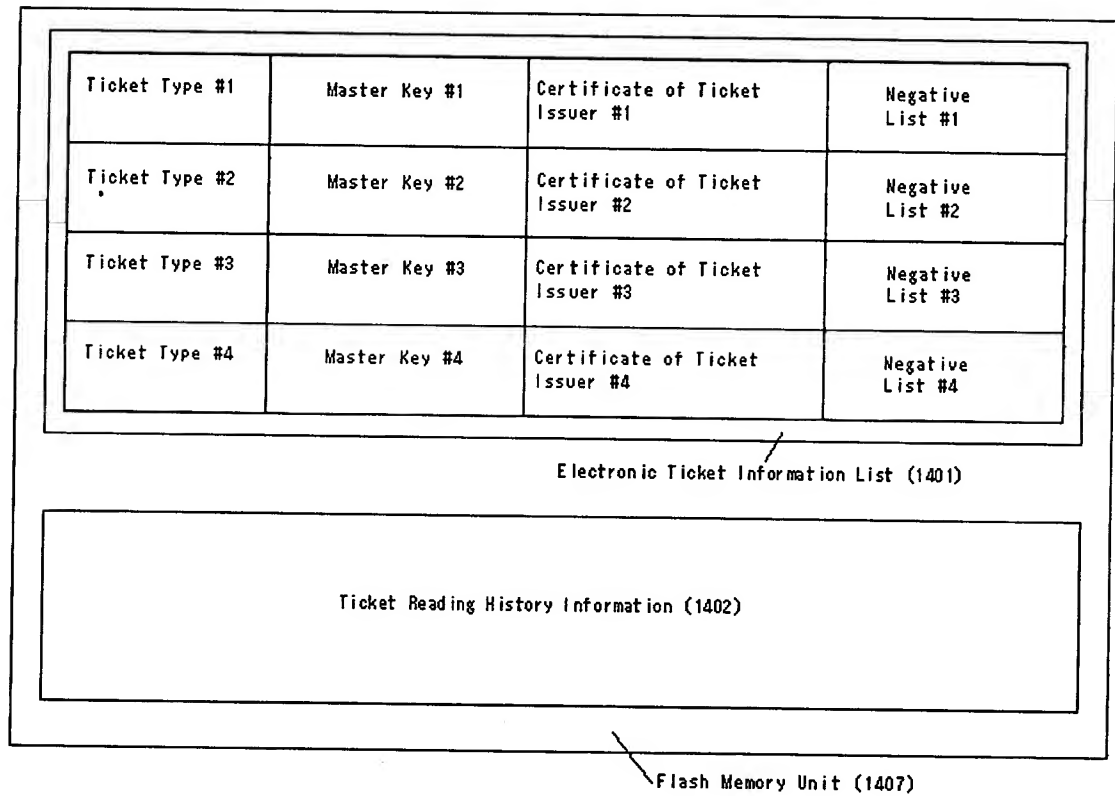 Ticket Type #1 Master Key #1 Certificate of Ticket Negative
Issuer #1 List #1
Ticket Type #2 Master Key #2 Certificate of Ticket Negative
Issuer #2 List #2
Ticket Type #3 Master Key #3 Certificate of Ticket Negative
Issuer #3 List #3
Ticket Type #4 Master Key #4 Certificate of Ticket Negative
Issuer #4 List #4
Electronic Ticket Information List (1401)
Ticket Reading History Information (1402)
Flash Memory Unit (1407)